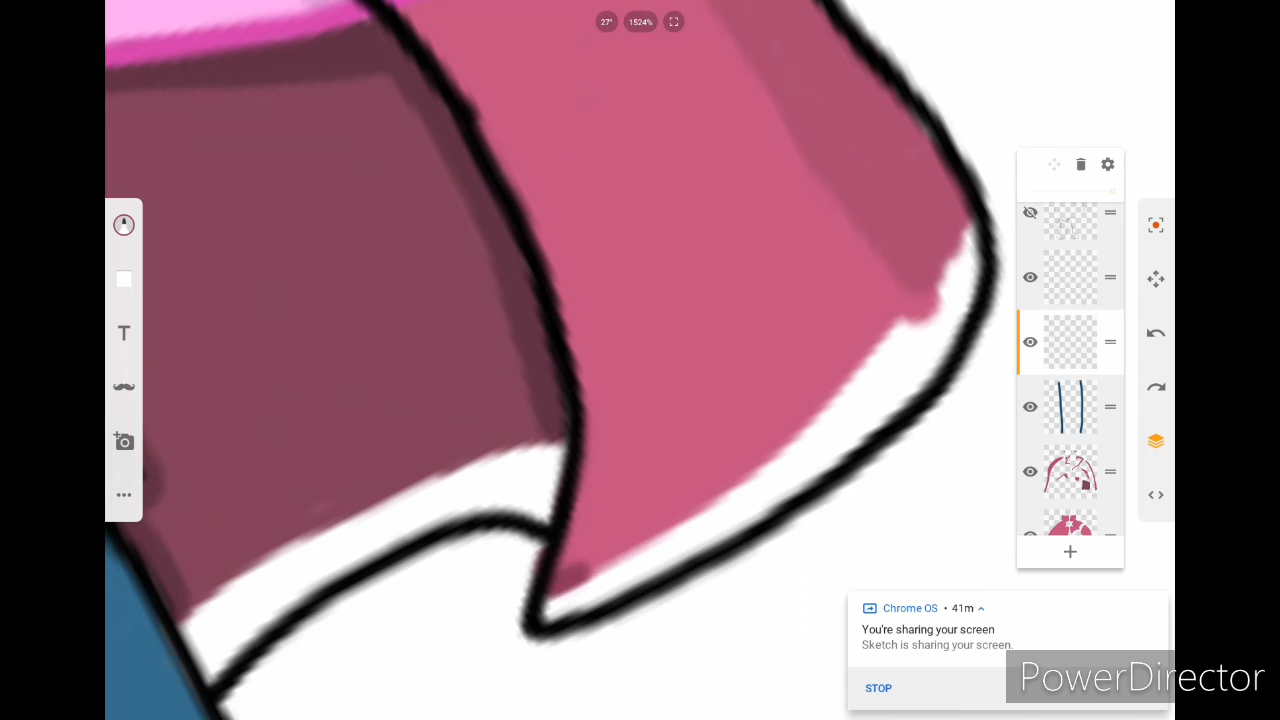 27° 1524%
T
Chrome OS • 41m
You're sharing your screen
Sketch is sharing your screen.
STOP
PowerDirector